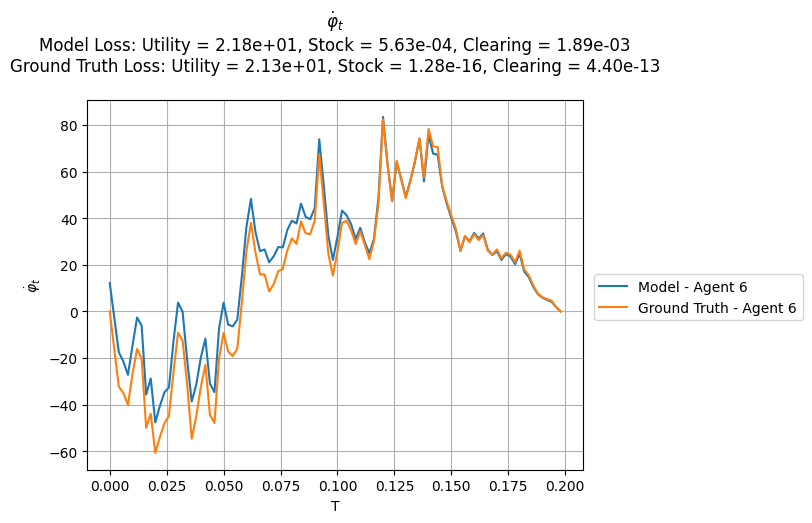 φ̇ₜ
Model Loss: Utility = 2.18e+01, Stock = 5.63e-04, Clearing = 1.89e-03
Ground Truth Loss: Utility = 2.13e+01, Stock = 1.28e-16, Clearing = 4.40e-13
80
60
40
20
0
−20
−40
−60
φ̇ₜ
0.000 0.025 0.050 0.075 0.100 0.125 0.150 0.175 0.200
T
Model - Agent 6
Ground Truth - Agent 6